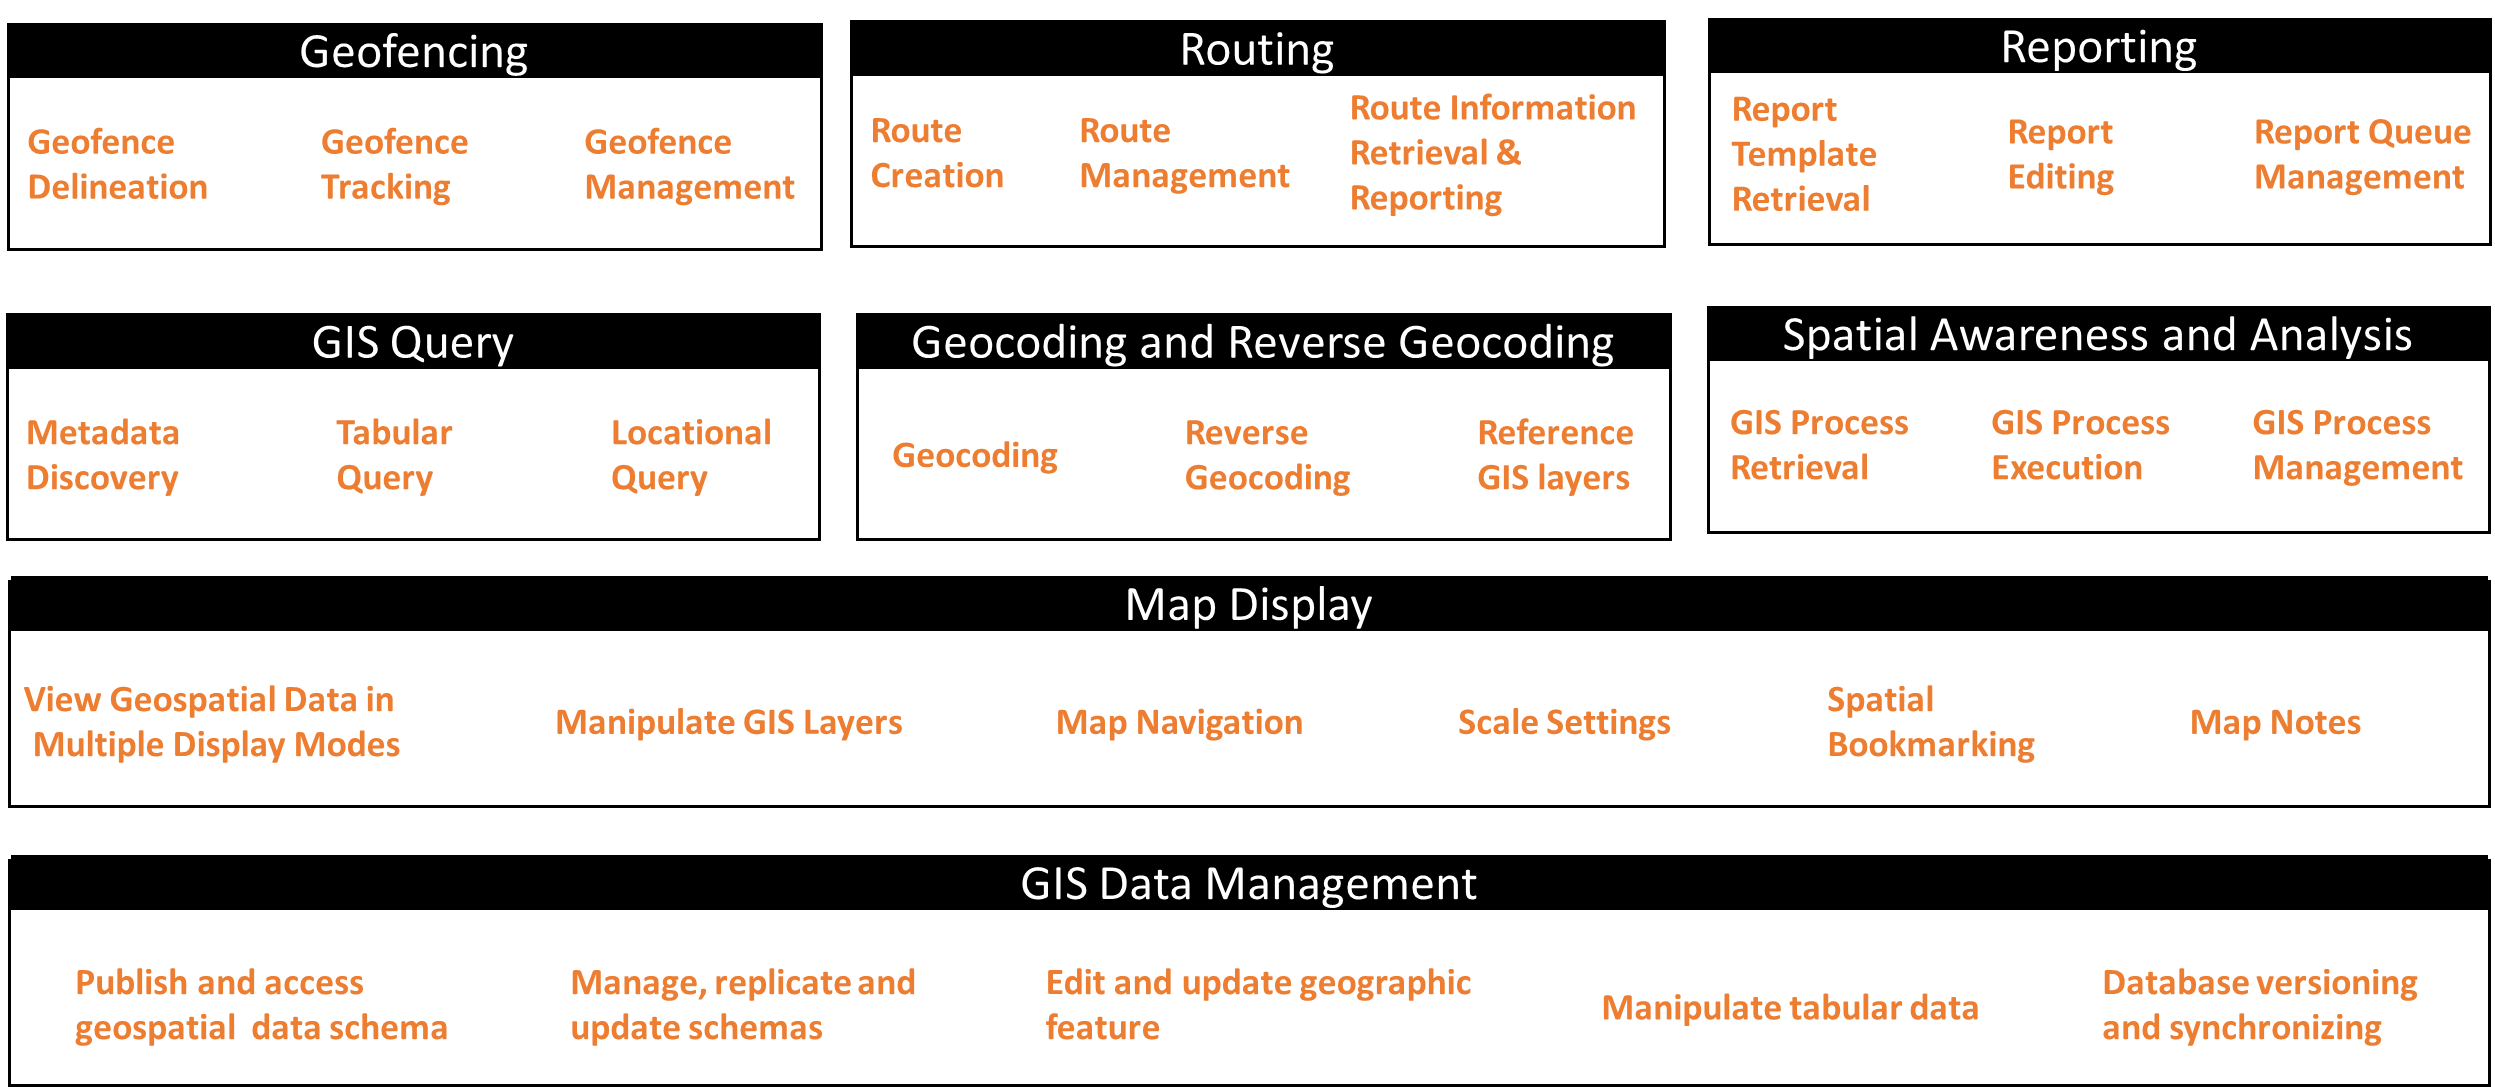 Geofencing
Geofence
Delineation
Geofence
Tracking
Geofence
Management
Routing
Route
Creation
Route
Management
Route Information
Retrieval &
Reporting
Reporting
Report
Template
Retrieval
Report
Editing
Report Queue
Management
GIS Query
Metadata
Discovery
Tabular
Query
Locational
Query
Geocoding and Reverse Geocoding
Geocoding
Reverse
Geocoding
Reference
GIS layers
Spatial Awareness and Analysis
GIS Process
Retrieval
GIS Process
Execution
GIS Process
Management
Map Display
View Geospatial Data in
Multiple Display Modes
Manipulate GIS Layers
Map Navigation
Scale Settings
Spatial
Bookmarking
Map Notes
GIS Data Management
Publish and access
geospatial data schema
Manage, replicate and
update schemas
Edit and update geographic
feature
Manipulate tabular data
Database versioning
and synchronizing